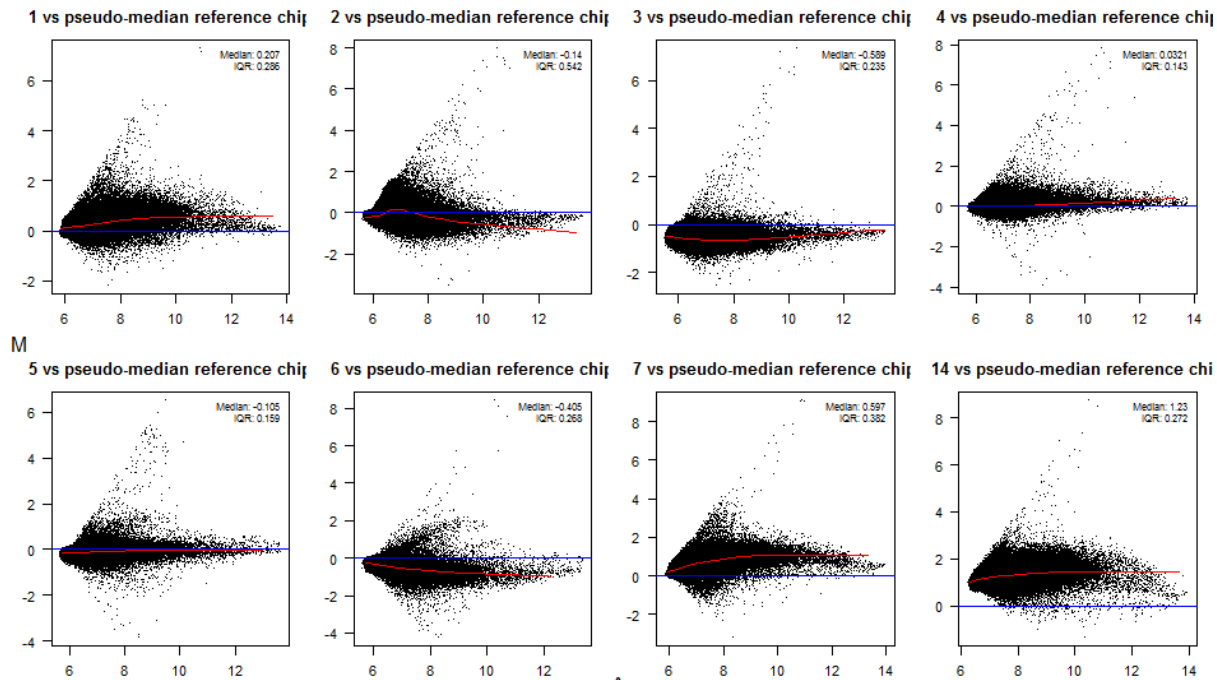 1 vs pseudo-median reference chip
Median: 0.207
IQR: 0.286
6
4
2
0
-2
6 8 10 12 14
2 vs pseudo-median reference chip
Median: -0.14
IQR: 0.542
8
6
4
2
0
-2
6 8 10 12
3 vs pseudo-median reference chip
Median: -0.589
IQR: 0.235
6
4
2
0
-2
6 8 10 12
4 vs pseudo-median reference chip
Median: 0.0321
IQR: 0.143
8
6
4
2
0
-2
-4
6 8 10 12 14
M
5 vs pseudo-median reference chip
Median: -0.105
IQR: 0.159
6
4
2
0
-2
-4
6 8 10 12
6 vs pseudo-median reference chip
Median: -0.405
IQR: 0.268
8
6
4
2
0
-2
-4
6 8 10 12
7 vs pseudo-median reference chip
Median: 0.597
IQR: 0.382
8
6
4
2
0
-2
6 8 10 12 14
14 vs pseudo-median reference chi
Median: 1.23
IQR: 0.272
8
6
4
2
0
6 8 10 12 14